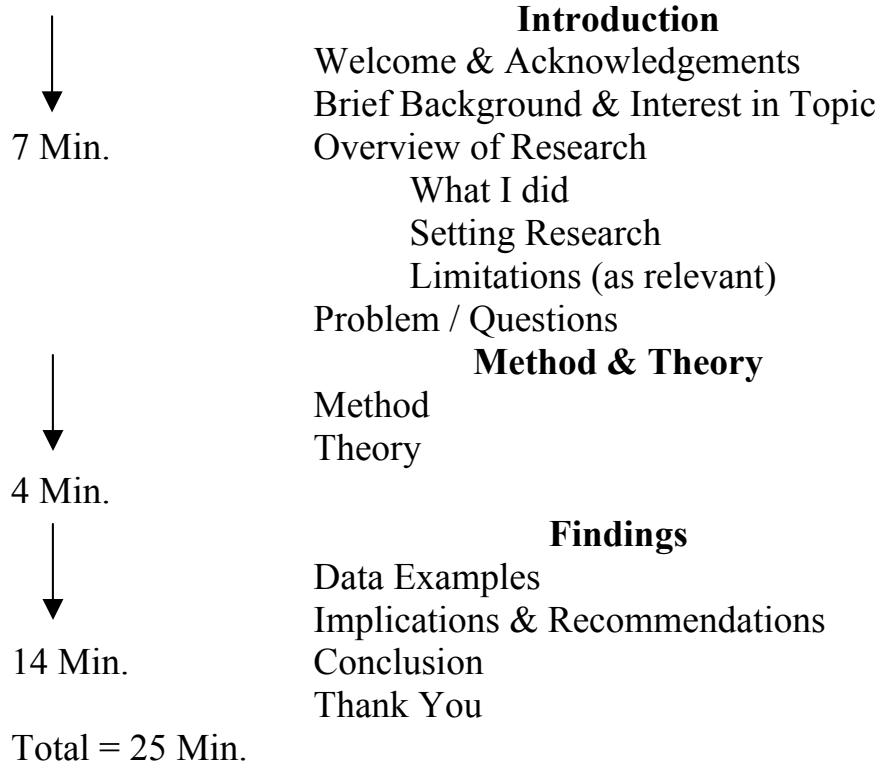 Introduction
Welcome & Acknowledgements
Brief Background & Interest in Topic
7 Min. Overview of Research
What I did
Setting Research
Limitations (as relevant)
Problem / Questions
Method & Theory
Method
Theory
4 Min.
Findings
Data Examples
Implications & Recommendations
14 Min. Conclusion
Thank You
Total = 25 Min.